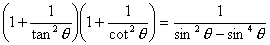 (1 + 1/tan²θ)(1 + 1/cot²θ) = 1/(sin²θ − sin⁴θ)